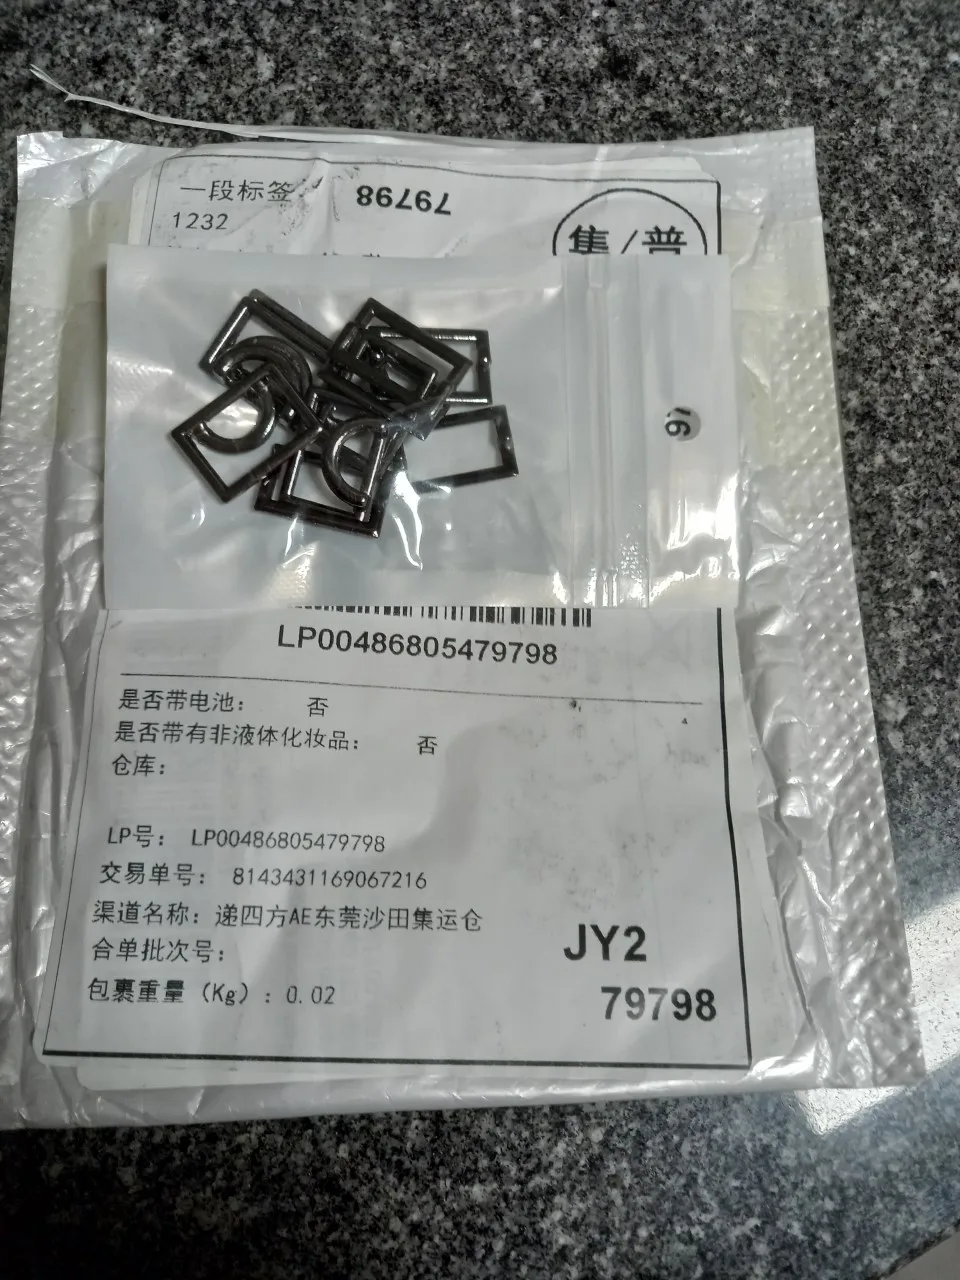 一段标签
79798
1232
集/普
LP00486805479798
是否带电池： 否
是否带有非液体化妆品： 否
仓库：
LP号： LP00486805479798
交易单号： 8143431169067216
渠道名称：递四方AE东莞沙田集运仓
合单批次号：
JY2
包裹重量（Kg）：0.02
79798